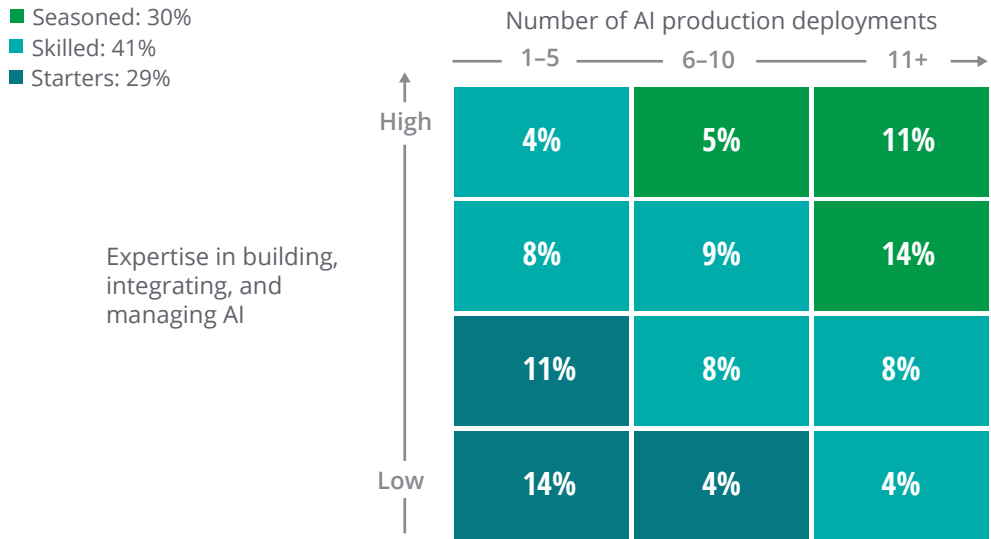 Seasoned: 30%
Skilled: 41%
Starters: 29%
Number of AI production deployments
1–5 6–10 11+
High
4% 5% 11%
Expertise in building,
integrating, and
managing AI
8% 9% 14%
11% 8% 8%
Low
14% 4% 4%